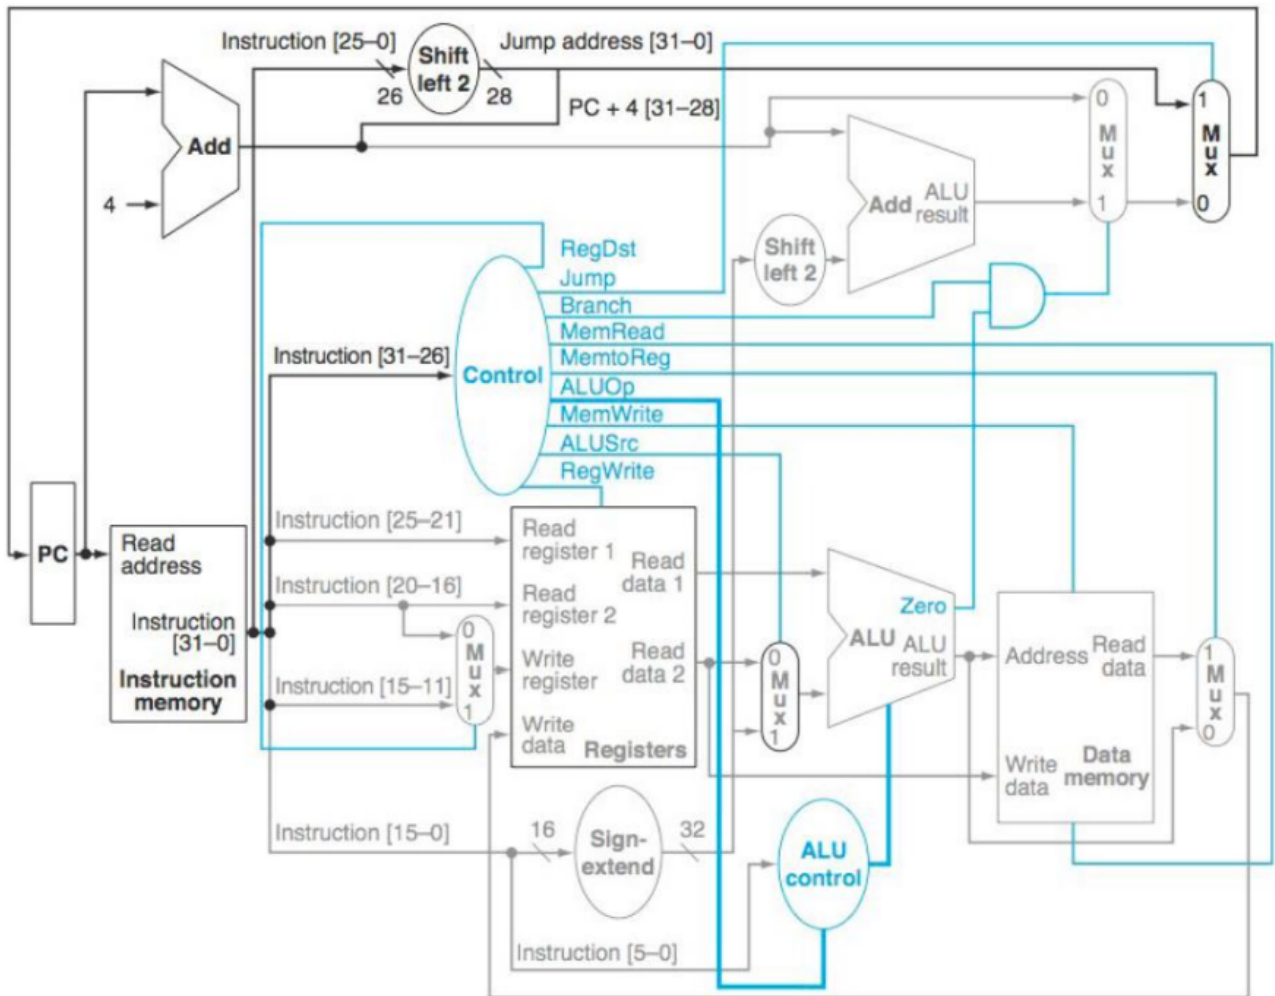 Instruction [25–0]
Shift
left 2
Jump address [31–0]
26
28
PC + 4 [31–28]
Add
4
0
M
u
x
1
1
M
u
x
0
Add
ALU
result
Shift
left 2
RegDst
Jump
Branch
MemRead
MemtoReg
ALUOp
MemWrite
ALUSrc
RegWrite
Instruction [31–26]
Control
PC
Read
address
Instruction
[31–0]
Instruction
memory
Instruction [25–21]
Instruction [20–16]
Instruction [15–11]
0
M
u
x
1
Read
register 1
Read
register 2
Write
register
Write
data
Read
data 1
Read
data 2
Registers
0
M
u
x
1
Zero
ALU
ALU
result
Address
Read
data
Write
data
Data
memory
1
M
u
x
0
Instruction [15–0]
16
Sign-
extend
32
ALU
control
Instruction [5–0]